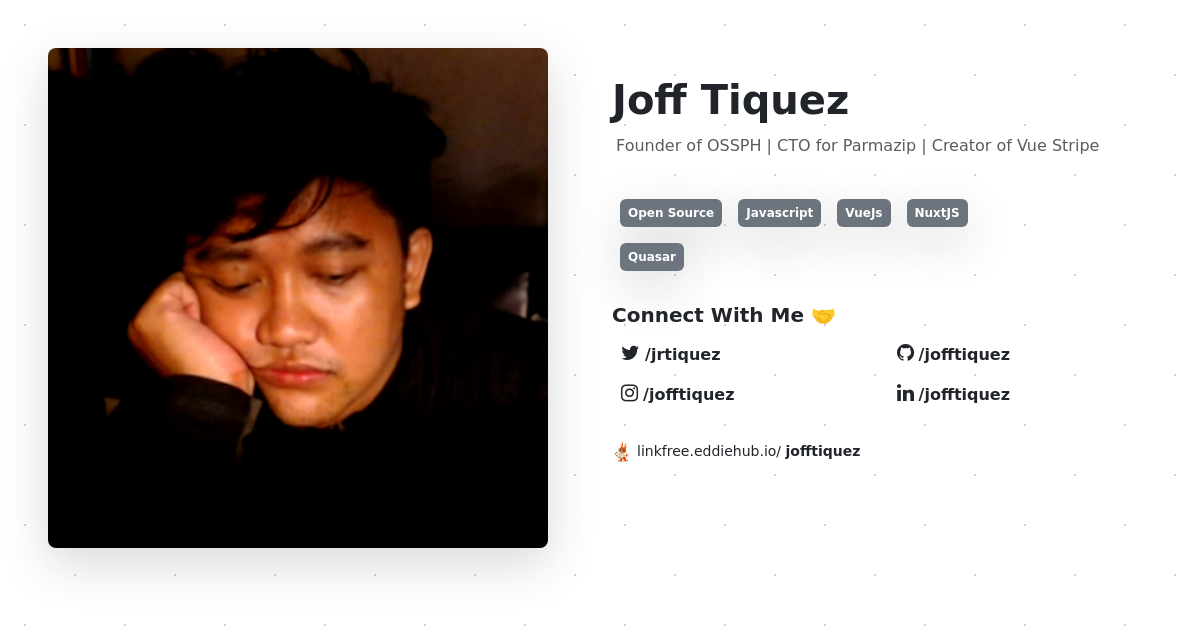 Joff Tiquez
Founder of OSSPH | CTO for Parmazip | Creator of Vue Stripe
Open Source Javascript VueJs NuxtJS
Quasar
Connect With Me 🤝
/jrtiquez /jofftiquez
/jofftiquez /jofftiquez
linkfree.eddiehub.io/ jofftiquez